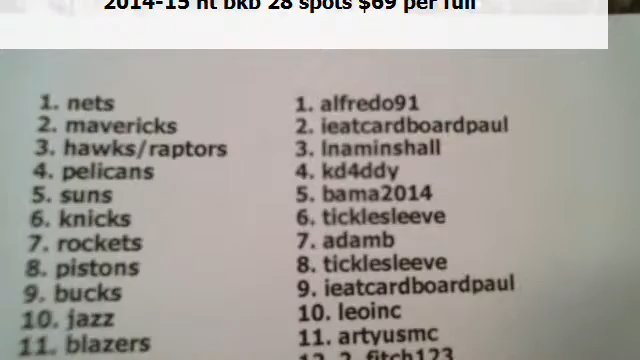 2014-15 nt bkb 28 spots $69 per full
1. nets 1. alfredo91
2. mavericks 2. ieatcardboardpaul
3. hawks/raptors 3. lnaminshall
4. pelicans 4. kd4ddy
5. suns 5. bama2014
6. knicks 6. ticklesleeve
7. rockets 7. adamb
8. pistons 8. ticklesleeve
9. bucks 9. ieatcardboardpaul
10. jazz 10. leoinc
11. blazers 11. artyusmc
fitch123